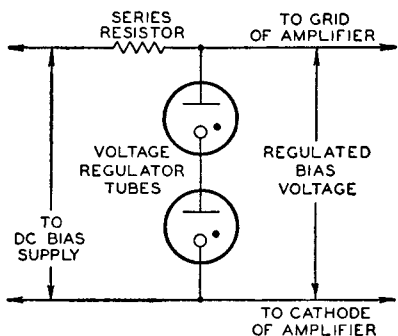 SERIES
RESISTOR
TO GRID
OF AMPLIFIER
VOLTAGE
REGULATOR
TUBES
REGULATED
BIAS
VOLTAGE
TO
DC BIAS
SUPPLY
TO CATHODE
OF AMPLIFIER